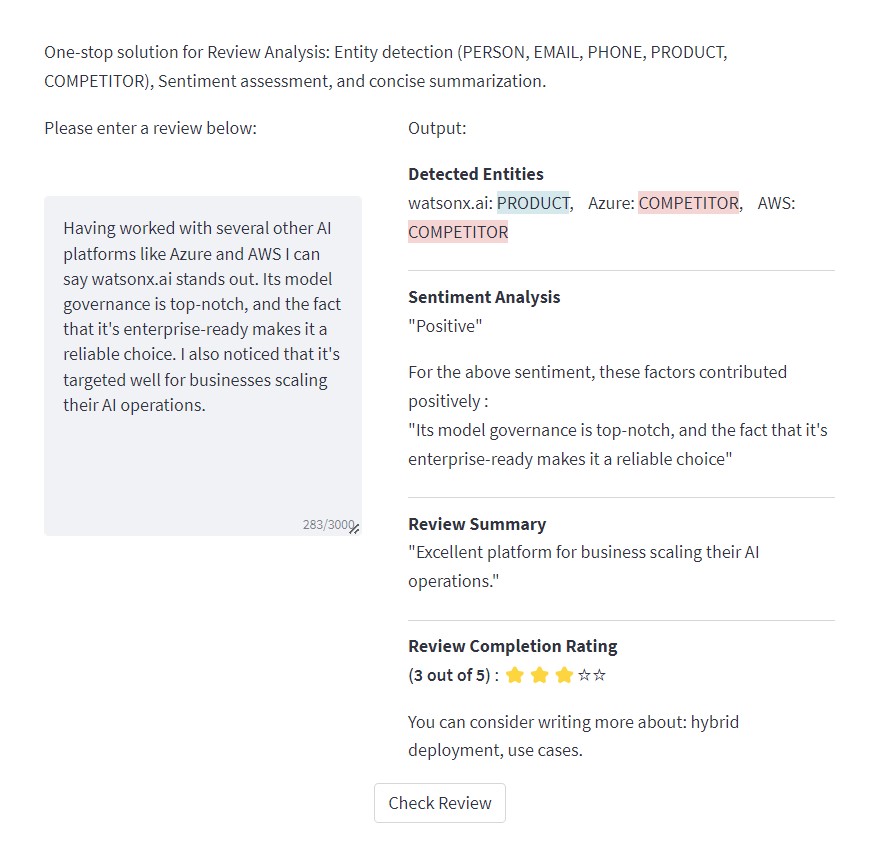 One-stop solution for Review Analysis: Entity detection (PERSON, EMAIL, PHONE, PRODUCT,
COMPETITOR), Sentiment assessment, and concise summarization.
Please enter a review below:
Having worked with several other AI
platforms like Azure and AWS I can
say watsonx.ai stands out. Its model
governance is top-notch, and the fact
that it's enterprise-ready makes it a
reliable choice. I also noticed that it's
targeted well for businesses scaling
their AI operations.
283/3000
Output:
Detected Entities
watsonx.ai: PRODUCT, Azure: COMPETITOR, AWS:
COMPETITOR
Sentiment Analysis
"Positive"
For the above sentiment, these factors contributed
positively :
"Its model governance is top-notch, and the fact that it's
enterprise-ready makes it a reliable choice"
Review Summary
"Excellent platform for business scaling their AI
operations."
Review Completion Rating
(3 out of 5) : ⭐⭐⭐☆☆
You can consider writing more about: hybrid
deployment, use cases.
Check Review